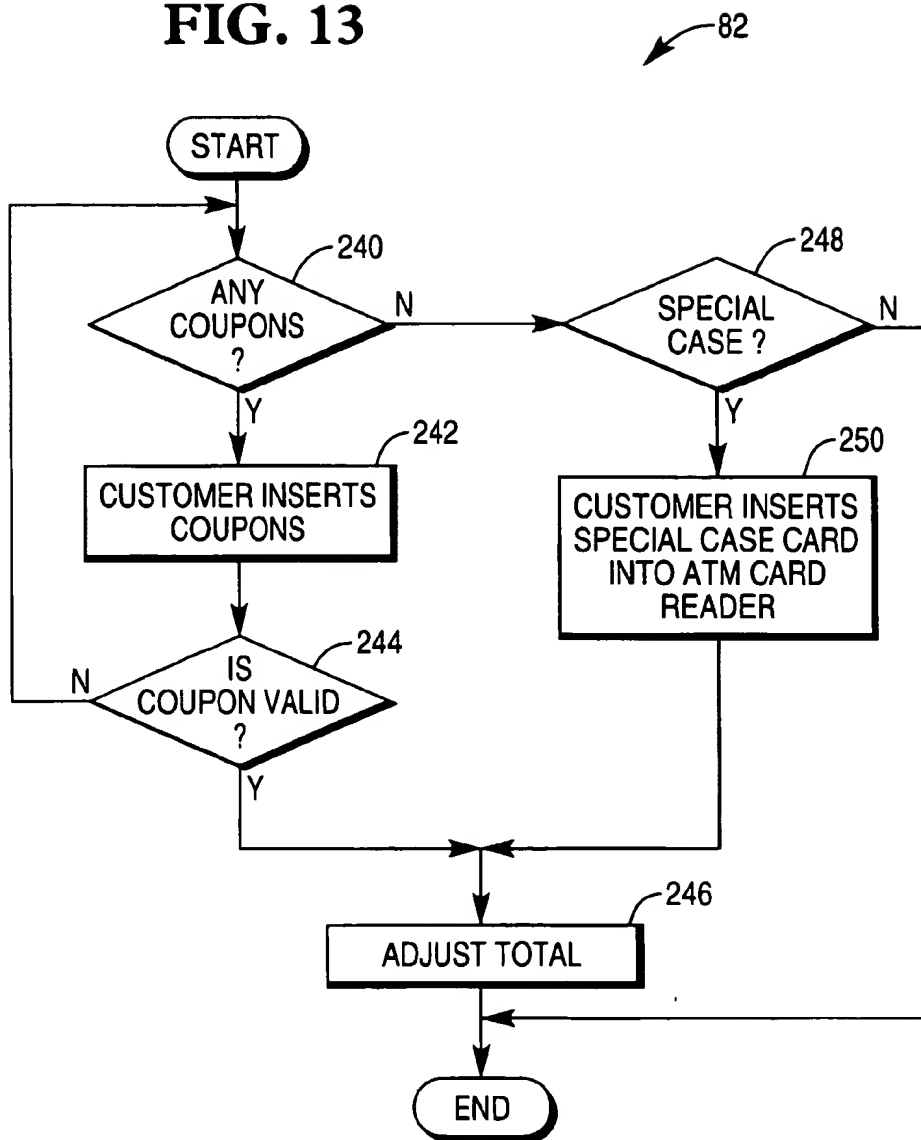 FIG. 13
82
START
240
ANY
COUPONS
?
N
Y
248
SPECIAL
CASE ?
N
Y
242
CUSTOMER INSERTS
COUPONS
250
CUSTOMER INSERTS
SPECIAL CASE CARD
INTO ATM CARD
READER
244
IS
COUPON VALID
?
N
Y
246
ADJUST TOTAL
END